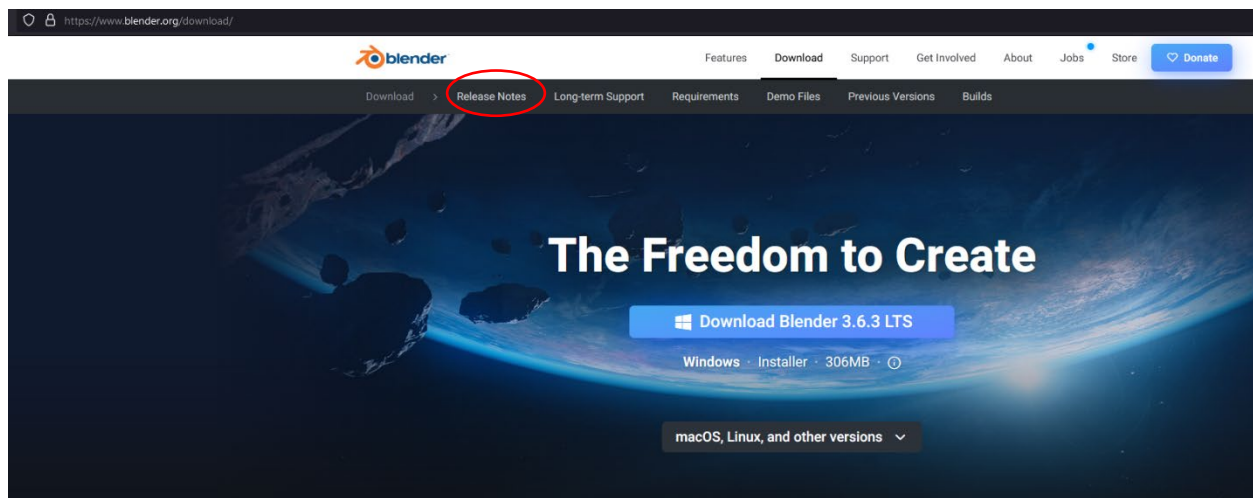 https://www.blender.org/download/
blender
Features Download Support Get Involved About Jobs Store Donate
Download > Release Notes Long-term Support Requirements Demo Files Previous Versions Builds
The Freedom to Create
Download Blender 3.6.3 LTS
Windows · Installer · 306MB ·
macOS, Linux, and other versions